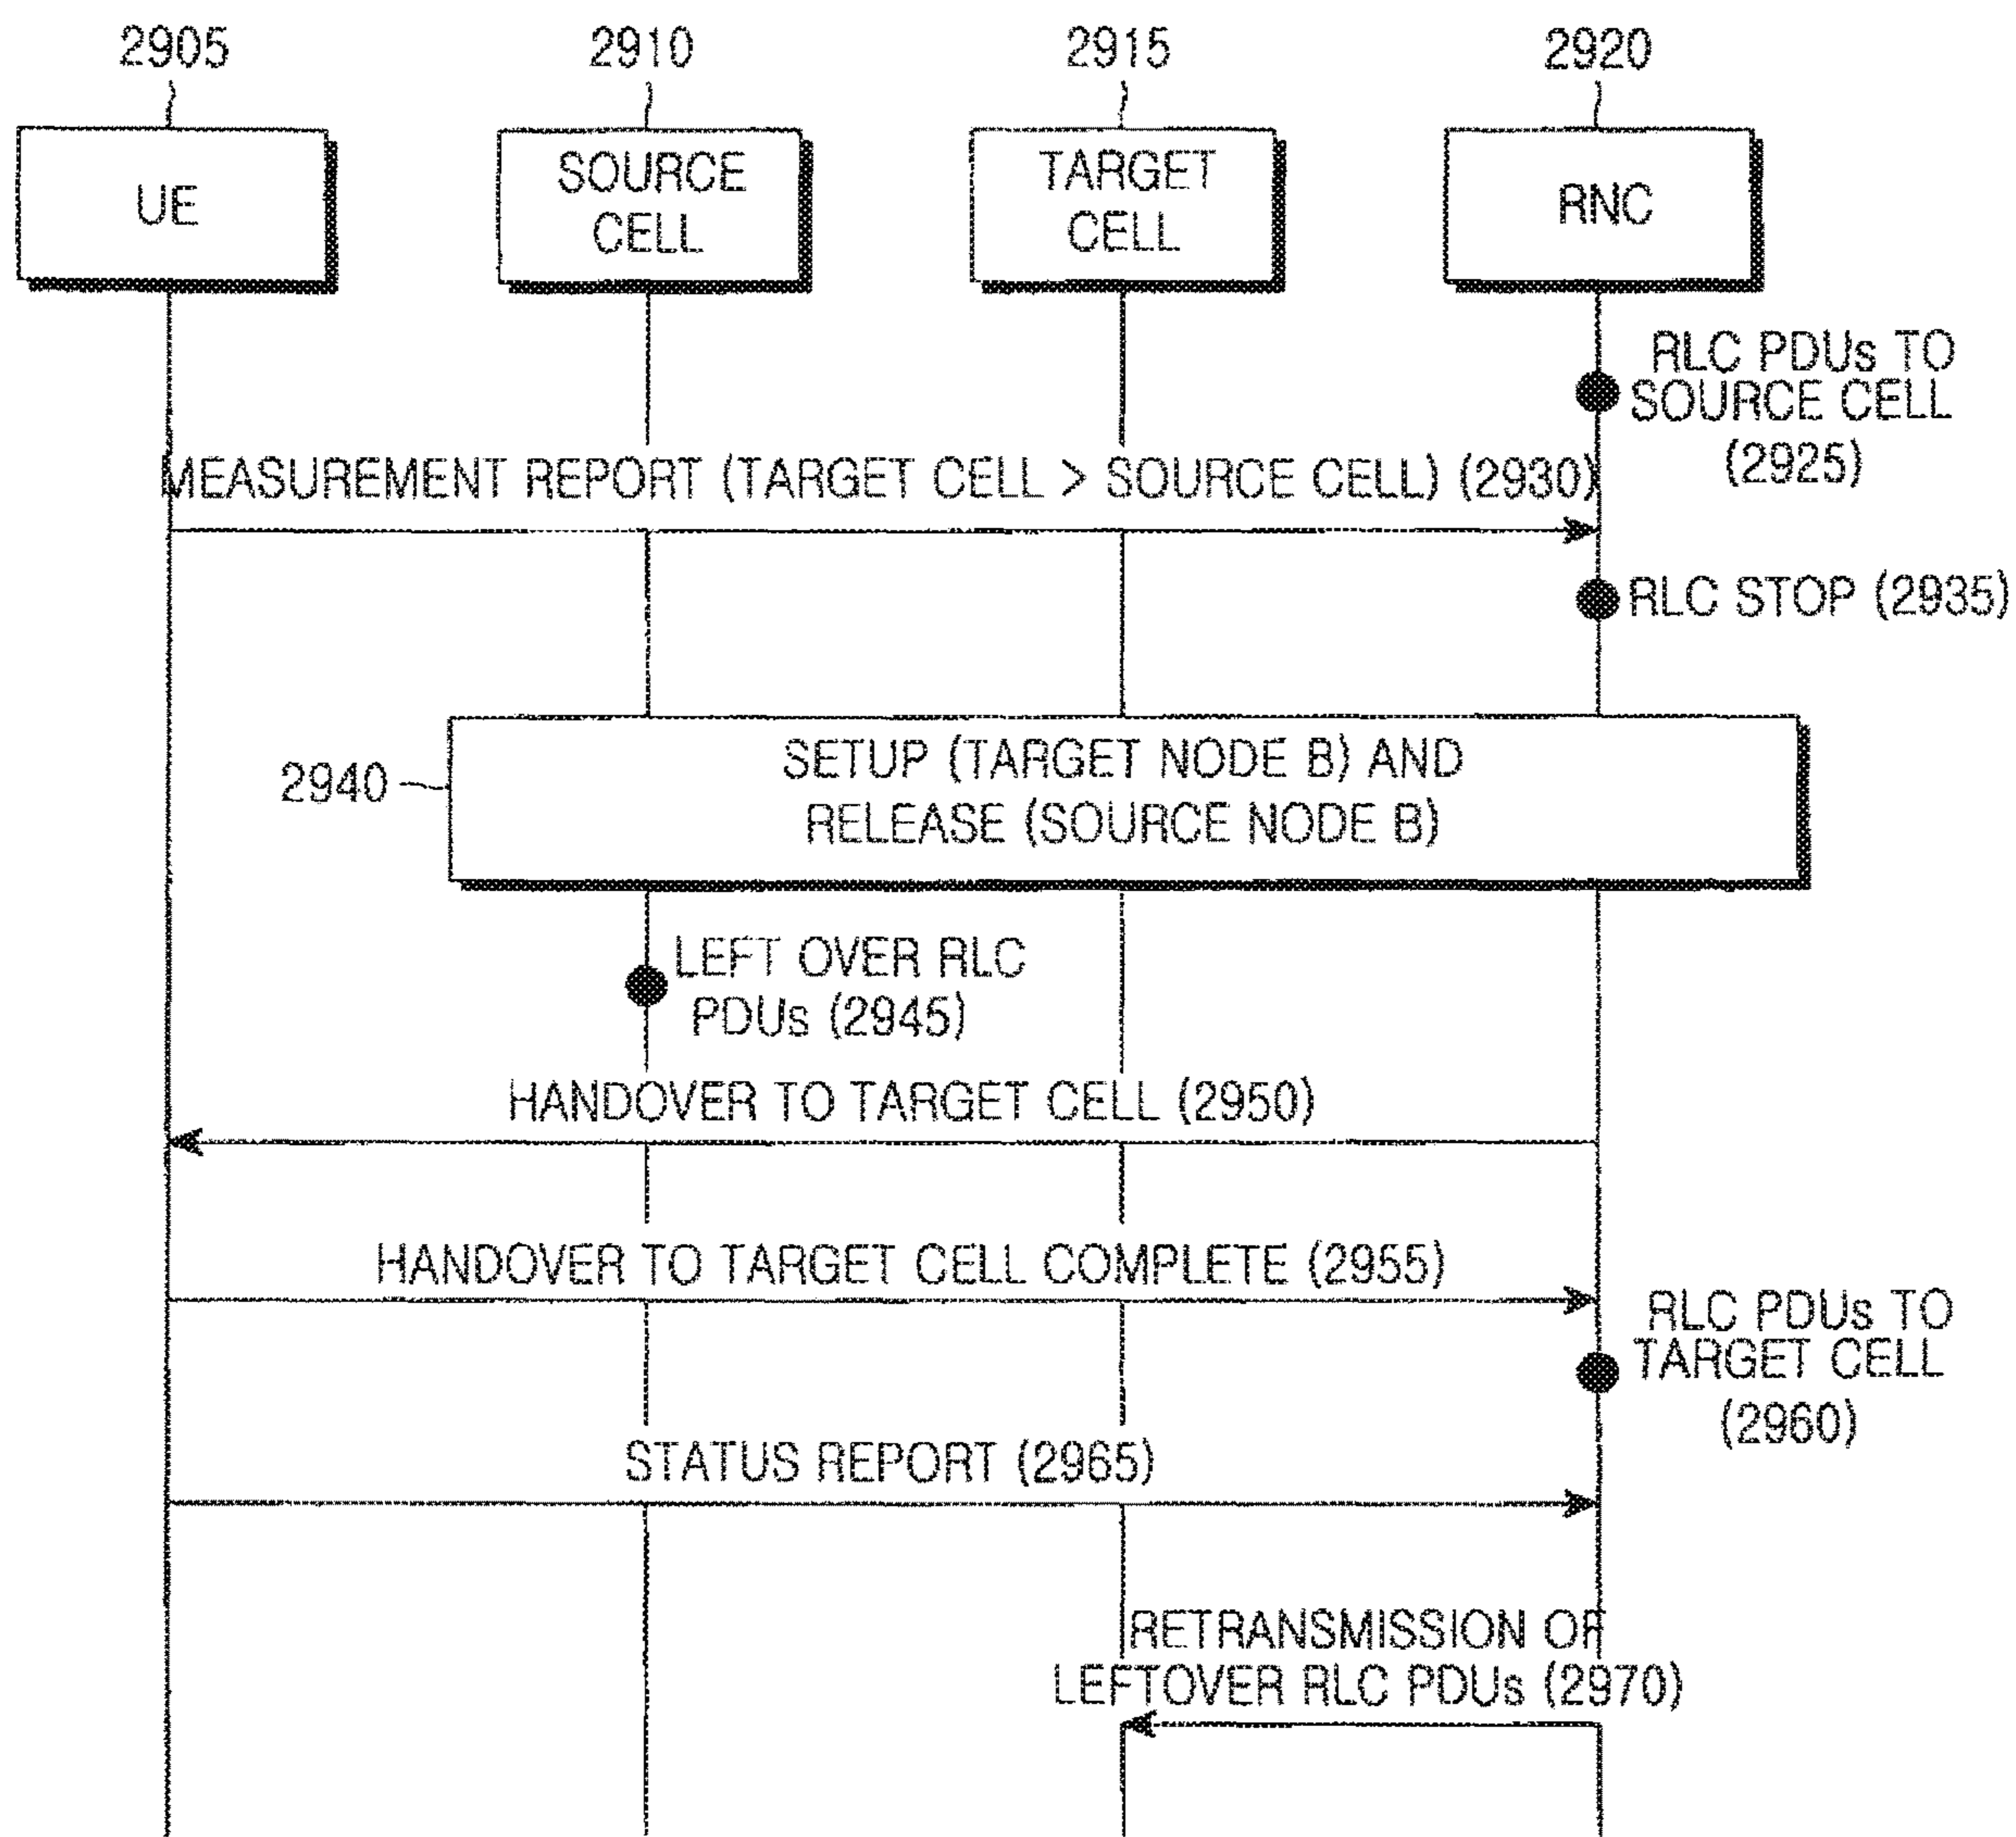 2905
2910
2915
2920
UE
SOURCE
CELL
TARGET
CELL
RNC
RLC PDUs TO
SOURCE CELL
(2925)
MEASUREMENT REPORT (TARGET CELL > SOURCE CELL) (2930)
RLC STOP (2935)
2940
SETUP (TARGET NODE B) AND
RELEASE (SOURCE NODE B)
LEFT OVER RLC
PDUs (2945)
HANDOVER TO TARGET CELL (2950)
HANDOVER TO TARGET CELL COMPLETE (2955)
RLC PDUs TO
TARGET CELL
(2960)
STATUS REPORT (2965)
RETRANSMISSION OF
LEFTOVER RLC PDUs (2970)